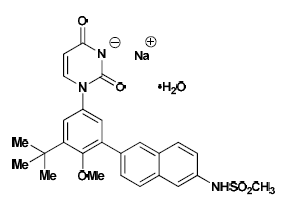 O
N ⊖ Na ⊕
N O •H₂O
Me
Me
Me OMe
NHSO₂CH₃